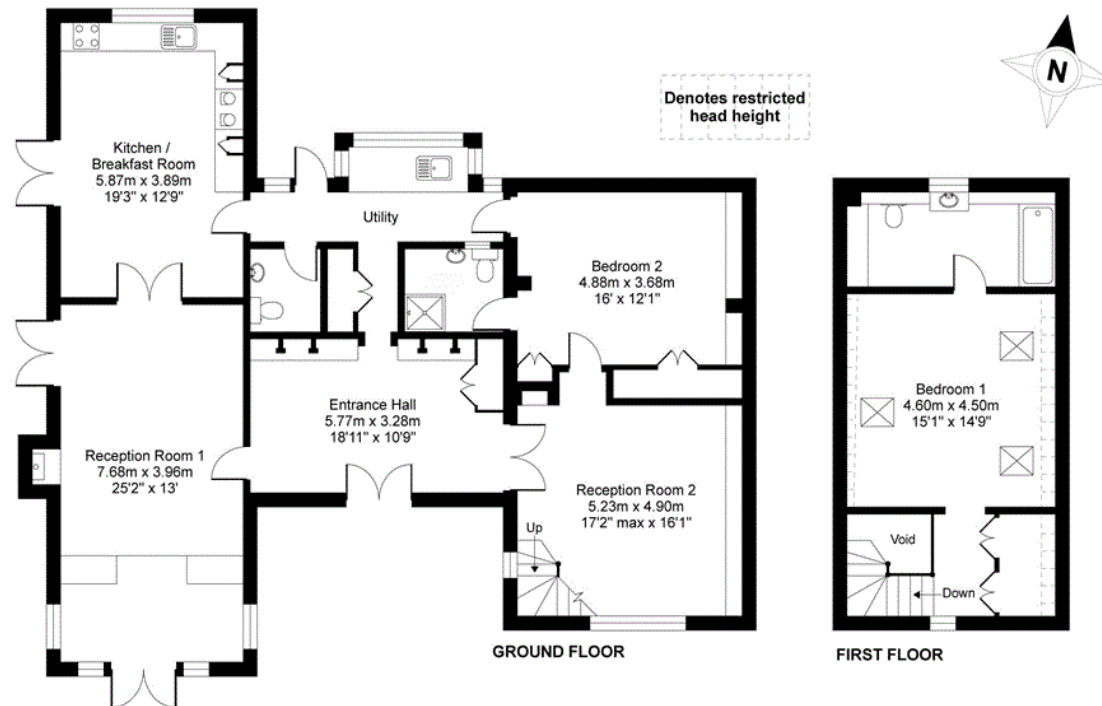 Kitchen /
Breakfast Room
5.87m x 3.89m
19'3" x 12'9"
Denotes restricted
head height
N
Utility
Bedroom 2
4.88m x 3.68m
16' x 12'1"
Entrance Hall
5.77m x 3.28m
18'11" x 10'9"
Reception Room 1
7.68m x 3.96m
25'2" x 13'
Reception Room 2
5.23m x 4.90m
17'2" max x 16'1"
Up
GROUND FLOOR
Bedroom 1
4.60m x 4.50m
15'1" x 14'9"
Void
Down
FIRST FLOOR